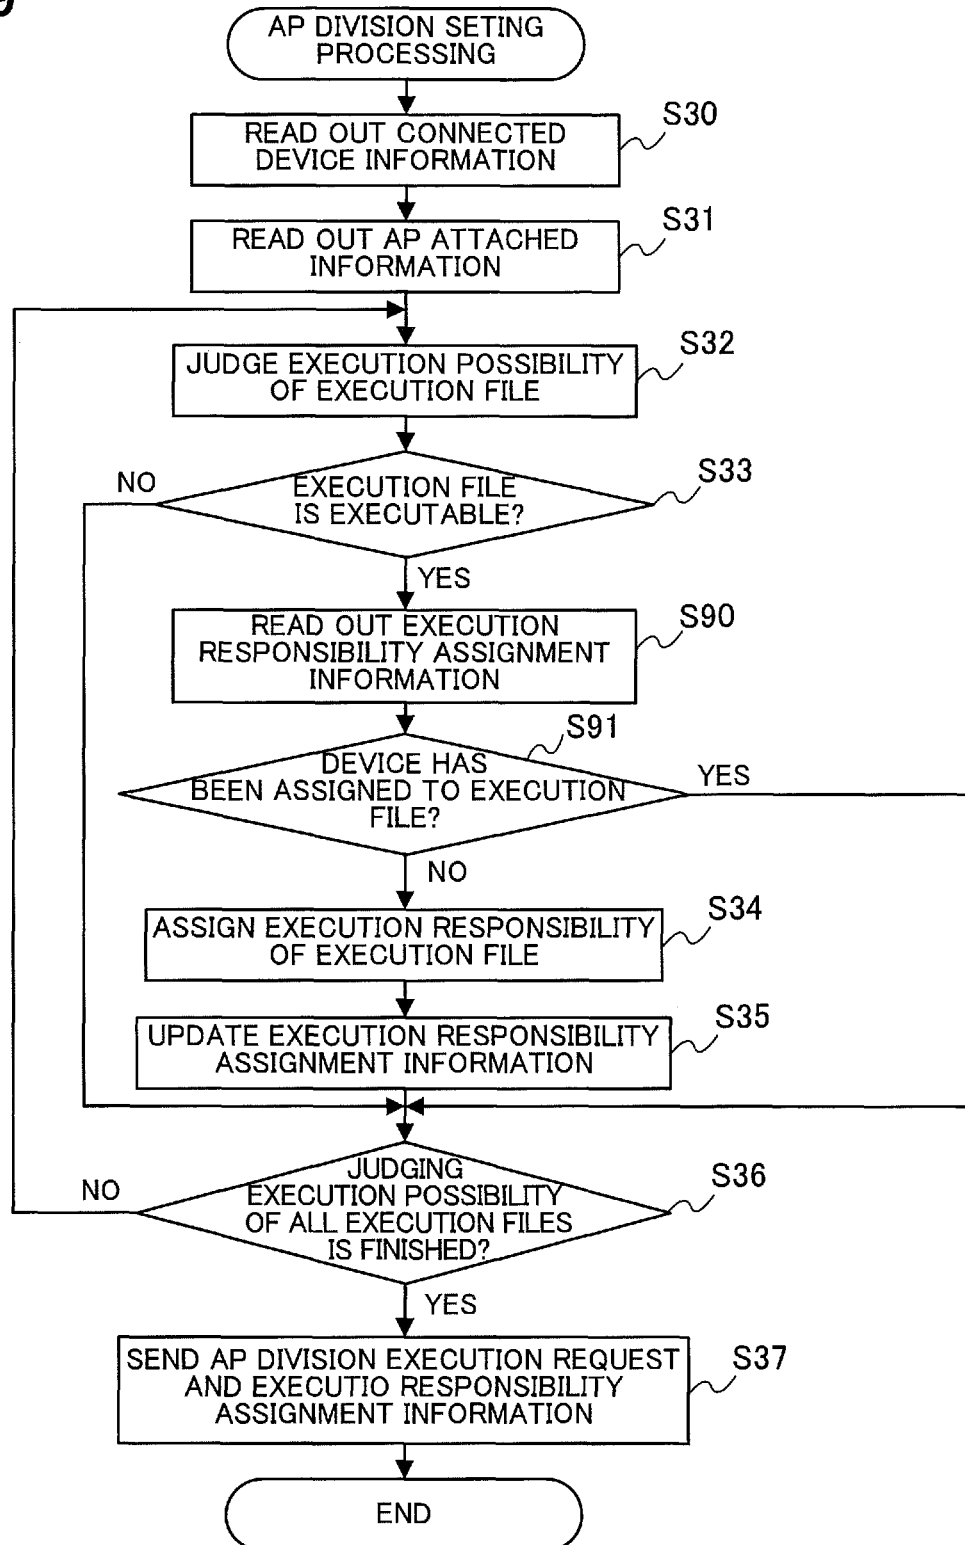 AP DIVISION SETING
PROCESSING
S30
READ OUT CONNECTED
DEVICE INFORMATION
S31
READ OUT AP ATTACHED
INFORMATION
S32
JUDGE EXECUTION POSSIBILITY
OF EXECUTION FILE
S33
NO
EXECUTION FILE
IS EXECUTABLE?
YES
S90
READ OUT EXECUTION
RESPONSIBILITY ASSIGNMENT
INFORMATION
S91
DEVICE HAS
BEEN ASSIGNED TO EXECUTION
FILE?
YES
NO
S34
ASSIGN EXECUTION RESPONSIBILITY
OF EXECUTION FILE
S35
UPDATE EXECUTION RESPONSIBILITY
ASSIGNMENT INFORMATION
JUDGING
EXECUTION POSSIBILITY
OF ALL EXECUTION FILES
IS FINISHED?
S36
NO
YES
SEND AP DIVISION EXECUTION REQUEST
AND EXECUTIO RESPONSIBILITY
ASSIGNMENT INFORMATION
S37
END